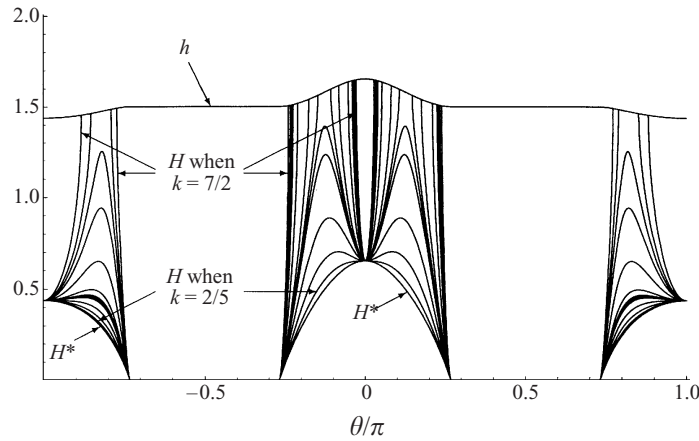 2.0
h
1.5
H when
k = 7/2
1.0
H when
k = 2/5
0.5
H*
H*
−0.5
0
0.5
1.0
θ/π